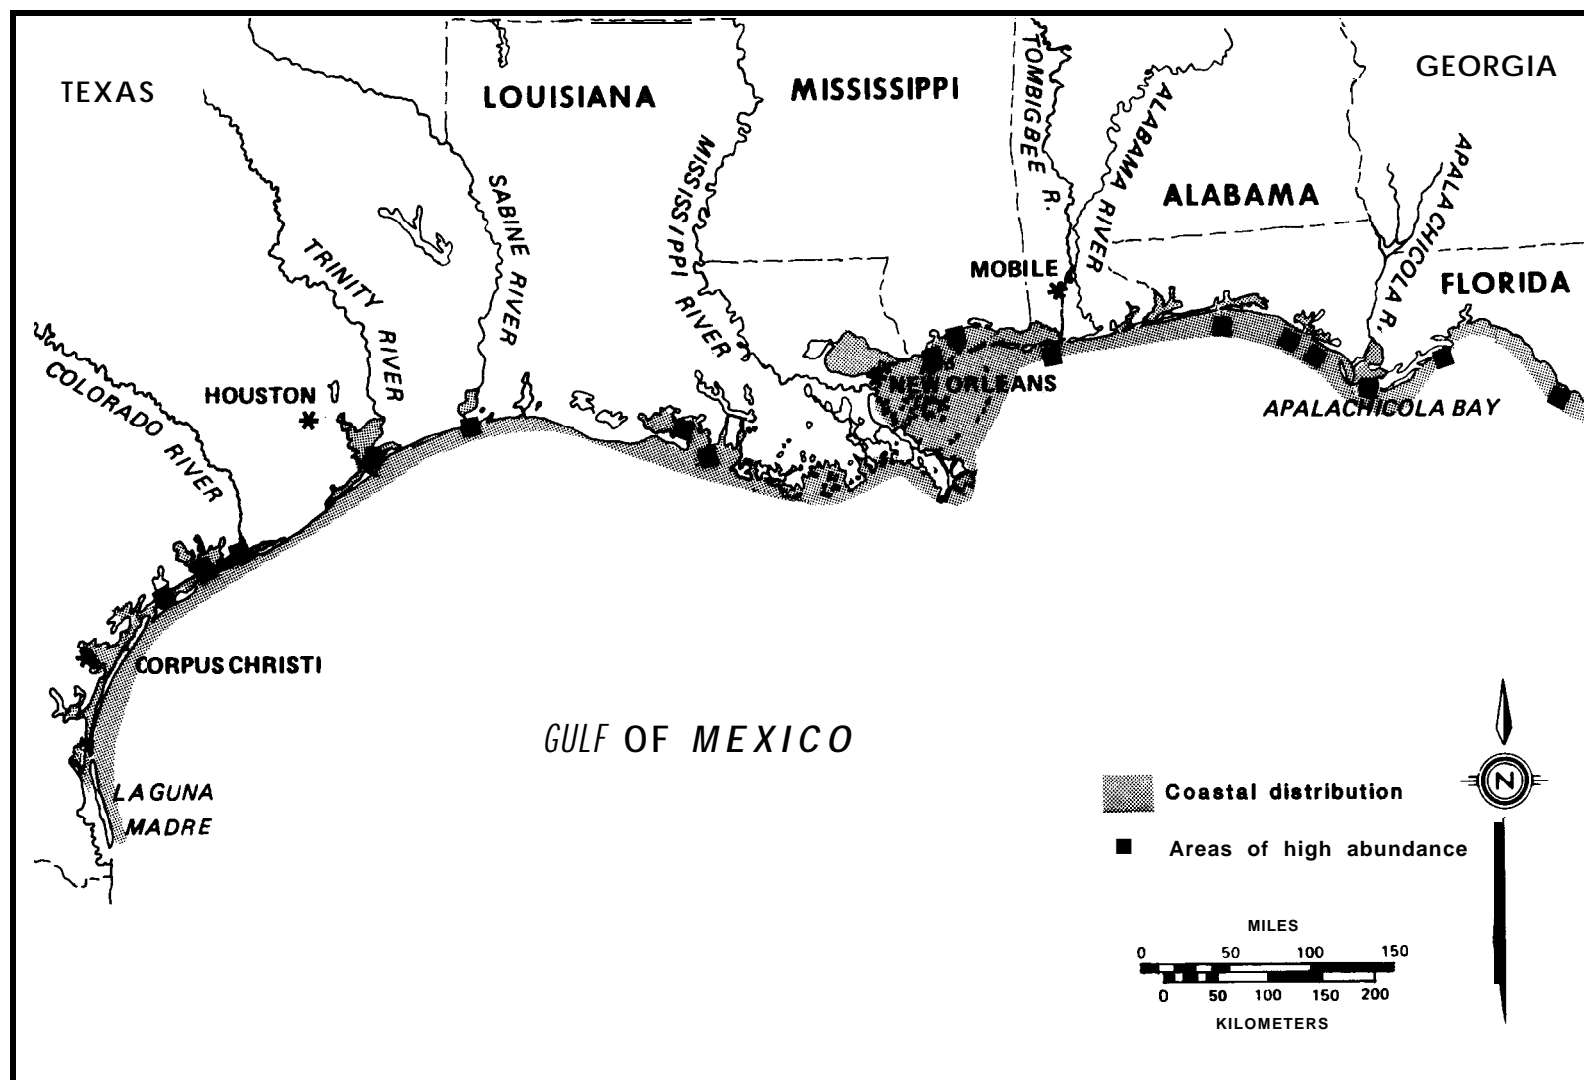 TEXAS
LOUISIANA
MISSISSIPPI
GEORGIA
ALABAMA
FLORIDA
TOMBIGBEE R.
ALABAMA RIVER
APALACHICOLA R.
MISSISSIPPI RIVER
SABINE RIVER
TRINITY RIVER
COLORADO RIVER
MOBILE
HOUSTON
NEW ORLEANS
APALACHICOLA BAY
CORPUS CHRISTI
LAGUNA
MADRE
GULF OF MEXICO
N
Coastal distribution
Areas of high abundance
MILES
0 50 100 150
0 50 100 150 200
KILOMETERS